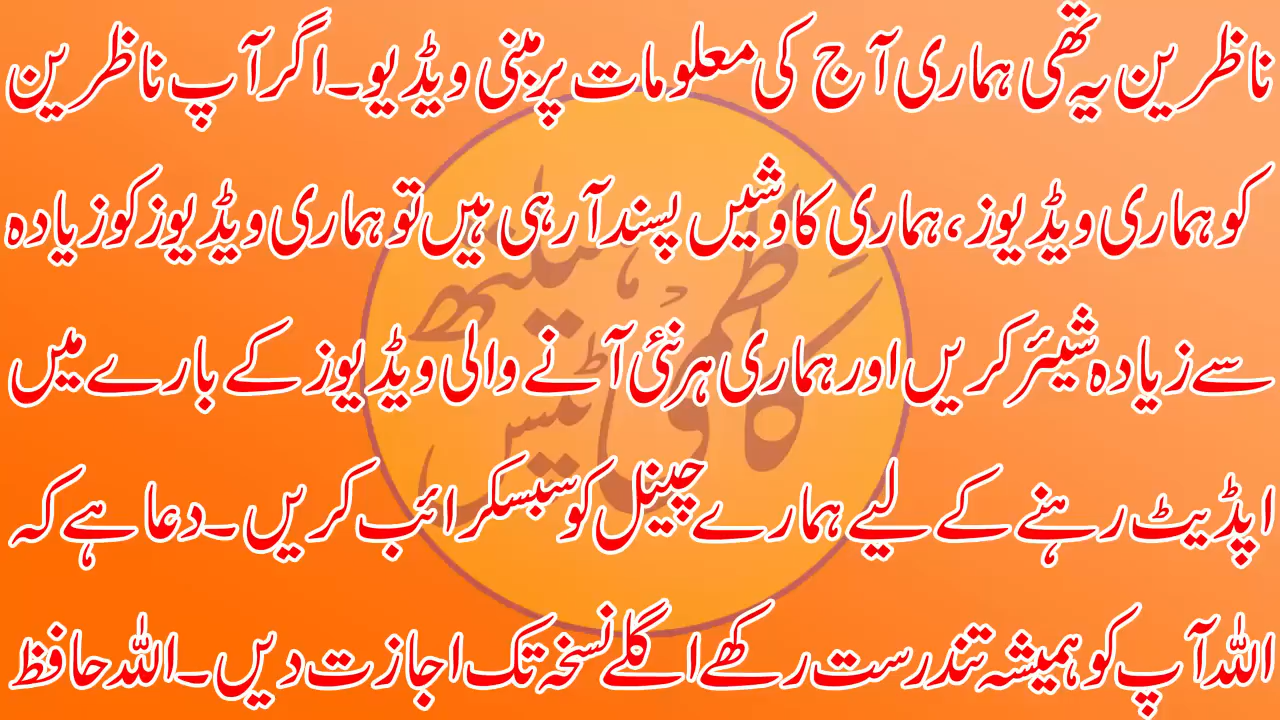 ناظرین یہ تھی ہماری آج کی معلومات پر مبنی ویڈیو۔ اگر آپ ناظرین
کو ہماری ویڈیوز، ہماری کاوشیں پسند آرہی ہیں تو ہماری ویڈیوز کو زیادہ
سے زیادہ شیئر کریں اور ہماری ہر نئی آنے والی ویڈیوز کے بارے میں
اپڈیٹ رہنے کے لیے ہمارے چینل کو سبسکرائب کریں۔ دعا ہے کہ
اللہ آپ کو ہمیشہ تندرست رکھے اگلے نسخہ تک اجازت دیں۔ اللہ حافظ
کاظمی ہیلتھ
ٹپس